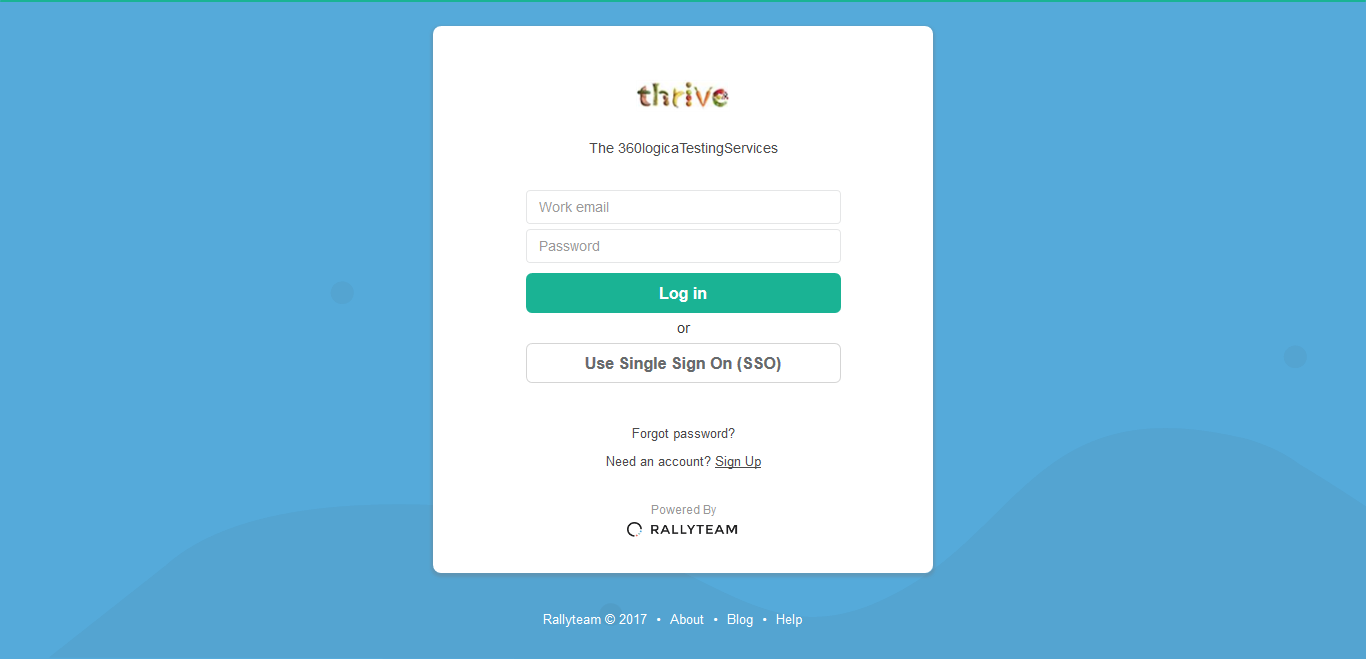 thrive
The 360logicaTestingServices
Work email
Password
Log in
or
Use Single Sign On (SSO)
Forgot password?
Need an account? Sign Up
Powered By
RALLYTEAM
Rallyteam © 2017 • About • Blog • Help